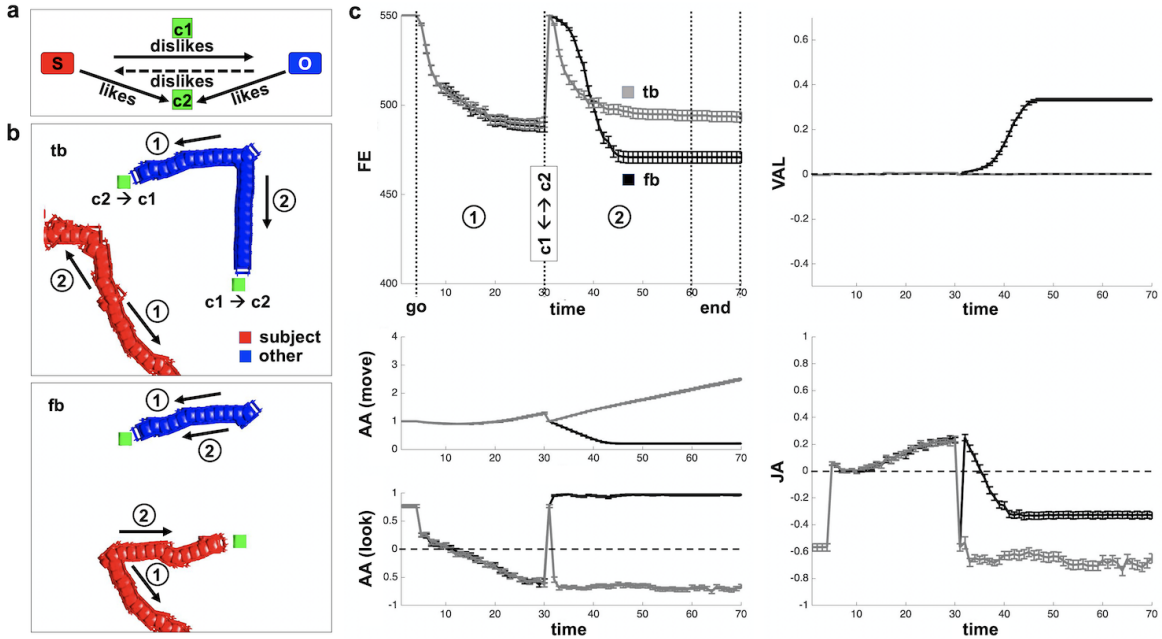 a
c1
dislikes
S
O
dislikes
likes
c2
likes
b
tb
1
c2 → c1
2
2
1
c1 → c2
subject
other
fb
1
2
2
1
c
550
500
450
400
FE
tb
fb
1
c1 ←→ c2
2
go
10
20
30
40
50
60
70
time
end
0.6
0.4
0.2
0
-0.2
-0.4
VAL
10
20
30
40
50
60
70
time
4
3
2
1
0
AA (move)
10
20
30
40
50
60
70
1
0.5
0
0.5
-1
AA (look)
10
20
30
40
50
60
70
time
1
0.8
0.6
0.4
0.2
0
-0.2
-0.4
-0.6
-0.8
-1
JA
10
20
30
40
50
60
70
time